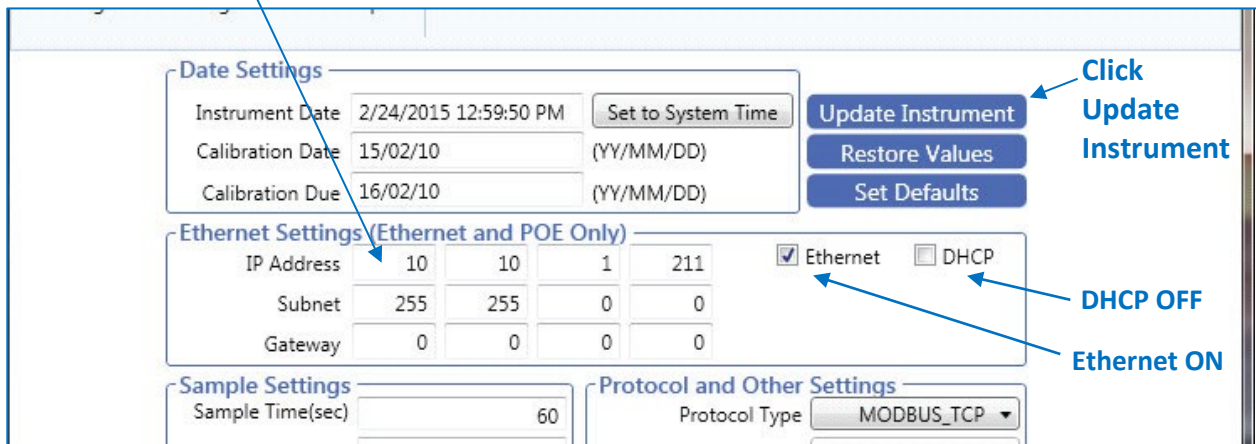 Date Settings
Instrument Date 2/24/2015 12:59:50 PM Set to System Time Update Instrument
Calibration Date 15/02/10 (YY/MM/DD) Restore Values
Calibration Due 16/02/10 (YY/MM/DD) Set Defaults
Click
Update
Instrument
Ethernet Settings (Ethernet and POE Only)
IP Address 10 10 1 211 Ethernet DHCP
Subnet 255 255 0 0
Gateway 0 0 0 0
DHCP OFF
Ethernet ON
Sample Settings
Sample Time(sec) 60
Protocol and Other Settings
Protocol Type MODBUS_TCP